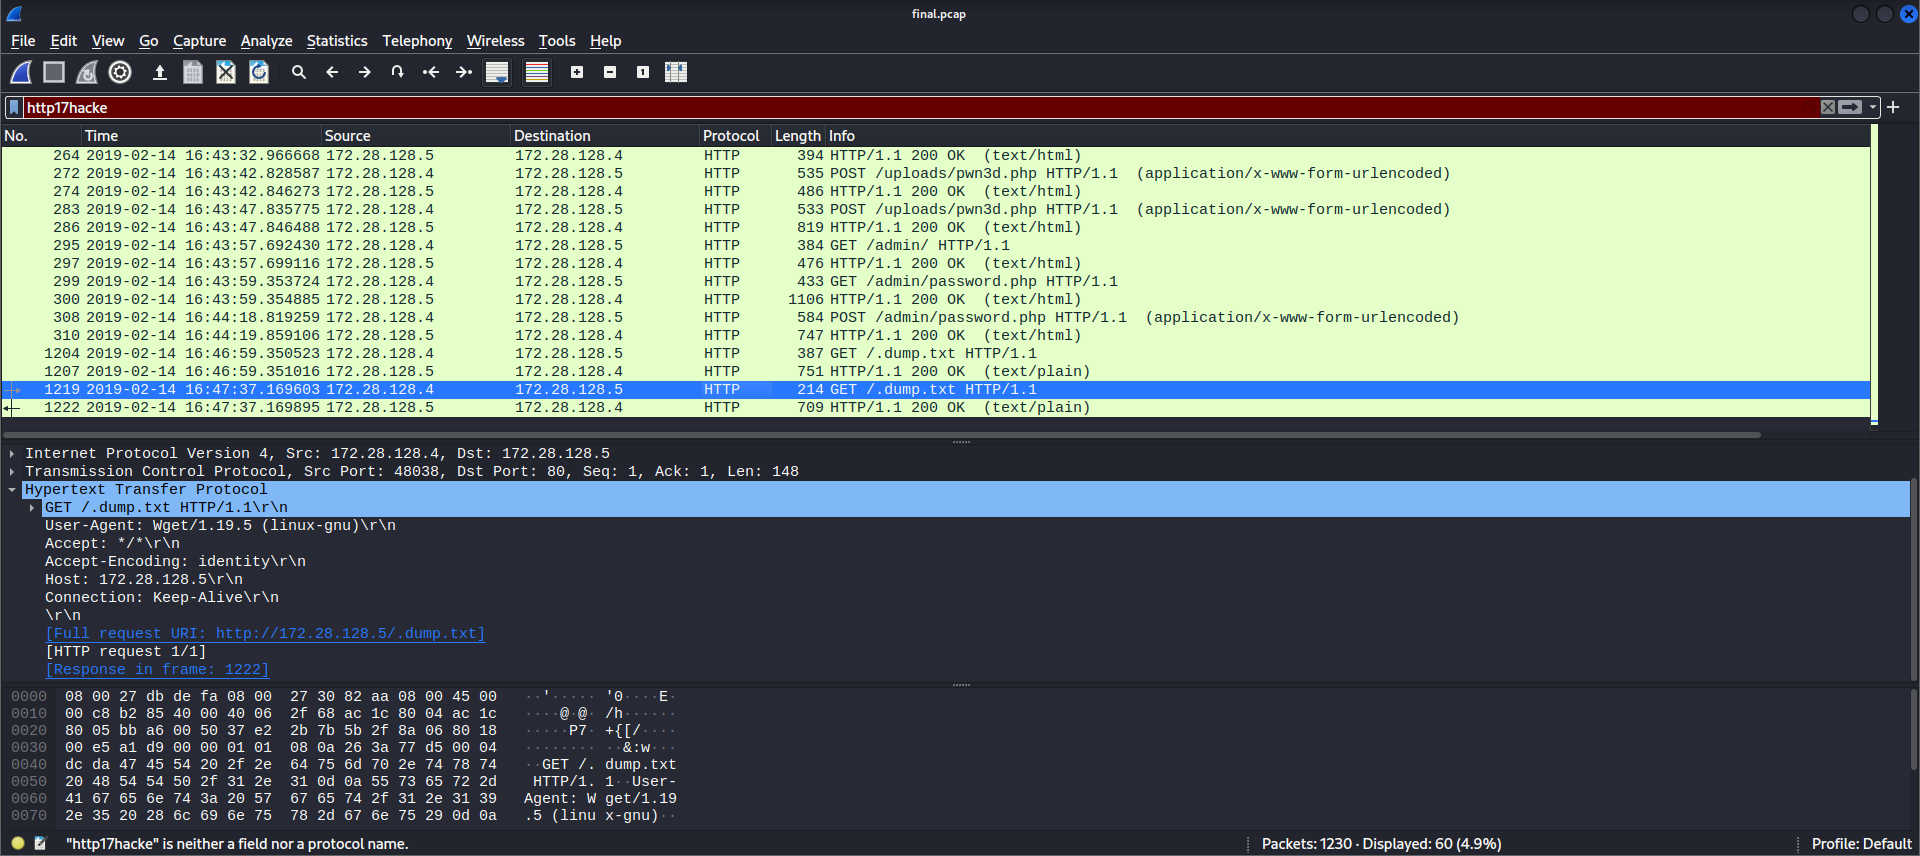 final.pcap
File Edit View Go Capture Analyze Statistics Telephony Wireless Tools Help
http17hacke
No. Time Source Destination Protocol Length Info
264 2019-02-14 16:43:32.966668 172.28.128.5 172.28.128.4 HTTP 394 HTTP/1.1 200 OK (text/html)
272 2019-02-14 16:43:42.828587 172.28.128.4 172.28.128.5 HTTP 535 POST /uploads/pwn3d.php HTTP/1.1 (application/x-www-form-urlencoded)
274 2019-02-14 16:43:42.846273 172.28.128.5 172.28.128.4 HTTP 486 HTTP/1.1 200 OK (text/html)
283 2019-02-14 16:43:47.835775 172.28.128.4 172.28.128.5 HTTP 533 POST /uploads/pwn3d.php HTTP/1.1 (application/x-www-form-urlencoded)
286 2019-02-14 16:43:47.846488 172.28.128.5 172.28.128.4 HTTP 819 HTTP/1.1 200 OK (text/html)
295 2019-02-14 16:43:57.692430 172.28.128.4 172.28.128.5 HTTP 384 GET /admin/ HTTP/1.1
297 2019-02-14 16:43:57.699116 172.28.128.5 172.28.128.4 HTTP 476 HTTP/1.1 200 OK (text/html)
299 2019-02-14 16:43:59.353724 172.28.128.4 172.28.128.5 HTTP 433 GET /admin/password.php HTTP/1.1
300 2019-02-14 16:43:59.354885 172.28.128.5 172.28.128.4 HTTP 1106 HTTP/1.1 200 OK (text/html)
308 2019-02-14 16:44:18.819259 172.28.128.4 172.28.128.5 HTTP 584 POST /admin/password.php HTTP/1.1 (application/x-www-form-urlencoded)
310 2019-02-14 16:44:19.859106 172.28.128.5 172.28.128.4 HTTP 747 HTTP/1.1 200 OK (text/html)
1204 2019-02-14 16:46:59.350523 172.28.128.4 172.28.128.5 HTTP 387 GET /.dump.txt HTTP/1.1
1207 2019-02-14 16:46:59.351016 172.28.128.5 172.28.128.4 HTTP 751 HTTP/1.1 200 OK (text/plain)
1219 2019-02-14 16:47:37.169603 172.28.128.4 172.28.128.5 HTTP 214 GET /.dump.txt HTTP/1.1
1222 2019-02-14 16:47:37.169895 172.28.128.5 172.28.128.4 HTTP 709 HTTP/1.1 200 OK (text/plain)
Internet Protocol Version 4, Src: 172.28.128.4, Dst: 172.28.128.5
Transmission Control Protocol, Src Port: 48038, Dst Port: 80, Seq: 1, Ack: 1, Len: 148
Hypertext Transfer Protocol
GET /.dump.txt HTTP/1.1\r\n
User-Agent: Wget/1.19.5 (linux-gnu)\r\n
Accept: */*\r\n
Accept-Encoding: identity\r\n
Host: 172.28.128.5\r\n
Connection: Keep-Alive\r\n
\r\n
[Full request URI: http://172.28.128.5/.dump.txt]
[HTTP request 1/1]
[Response in frame: 1222]
0000 08 00 27 db de fa 08 00 27 30 82 aa 08 00 45 00 ··'····· '0····E·
0010 00 c8 b2 85 40 00 40 06 2f 68 ac 1c 80 04 ac 1c ····@·@· /h······
0020 80 05 bb a6 00 50 37 e2 2b 7b 5b 2f 8a 06 80 18 ·····P7· +{[/····
0030 00 e5 a1 d9 00 00 01 01 08 0a 26 3a 77 d5 00 04 ········ ··&:w···
0040 dc da 47 45 54 20 2f 2e 64 75 6d 70 2e 74 78 74 ··GET /. dump.txt
0050 20 48 54 54 50 2f 31 2e 31 0d 0a 55 73 65 72 2d HTTP/1. 1··User-
0060 41 67 65 6e 74 3a 20 57 67 65 74 2f 31 2e 31 39 Agent: W get/1.19
0070 2e 35 20 28 6c 69 6e 75 78 2d 67 6e 75 29 0d 0a .5 (linu x-gnu)··
"http17hacke" is neither a field nor a protocol name. Packets: 1230 · Displayed: 60 (4.9%) Profile: Default